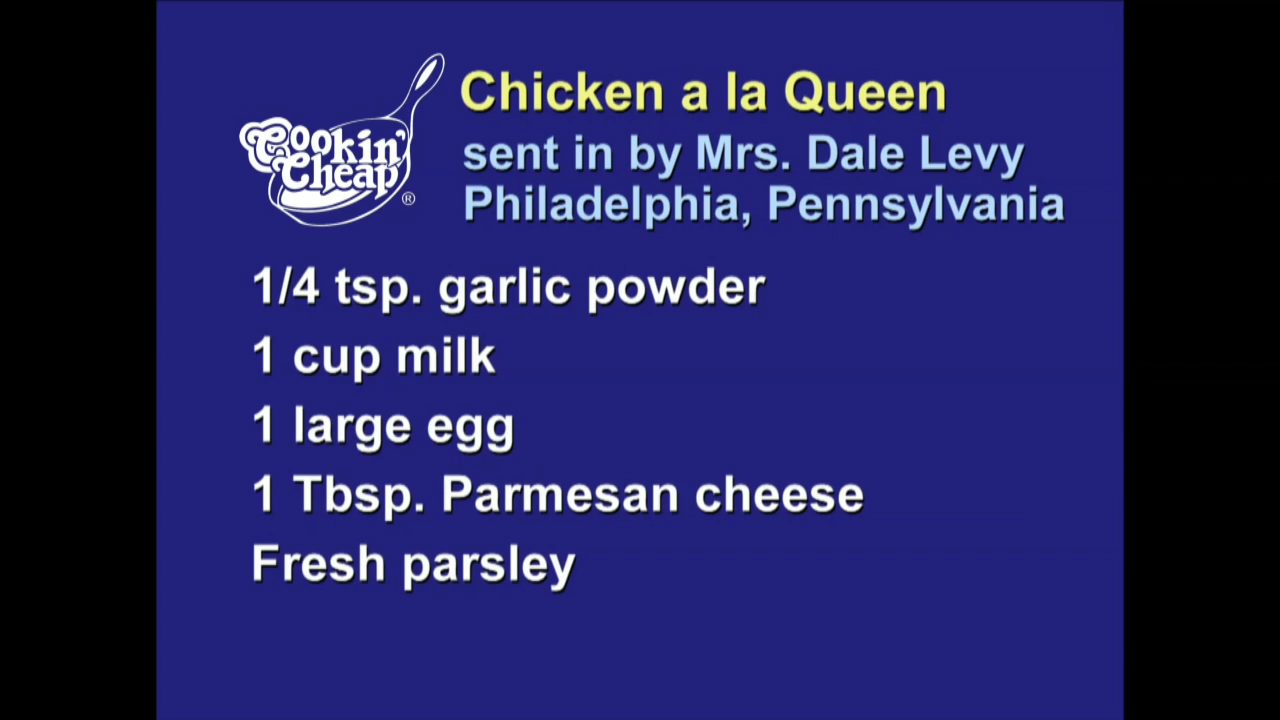 Cookin'
Cheap
®
Chicken a la Queen
sent in by Mrs. Dale Levy
Philadelphia, Pennsylvania
1/4 tsp. garlic powder
1 cup milk
1 large egg
1 Tbsp. Parmesan cheese
Fresh parsley